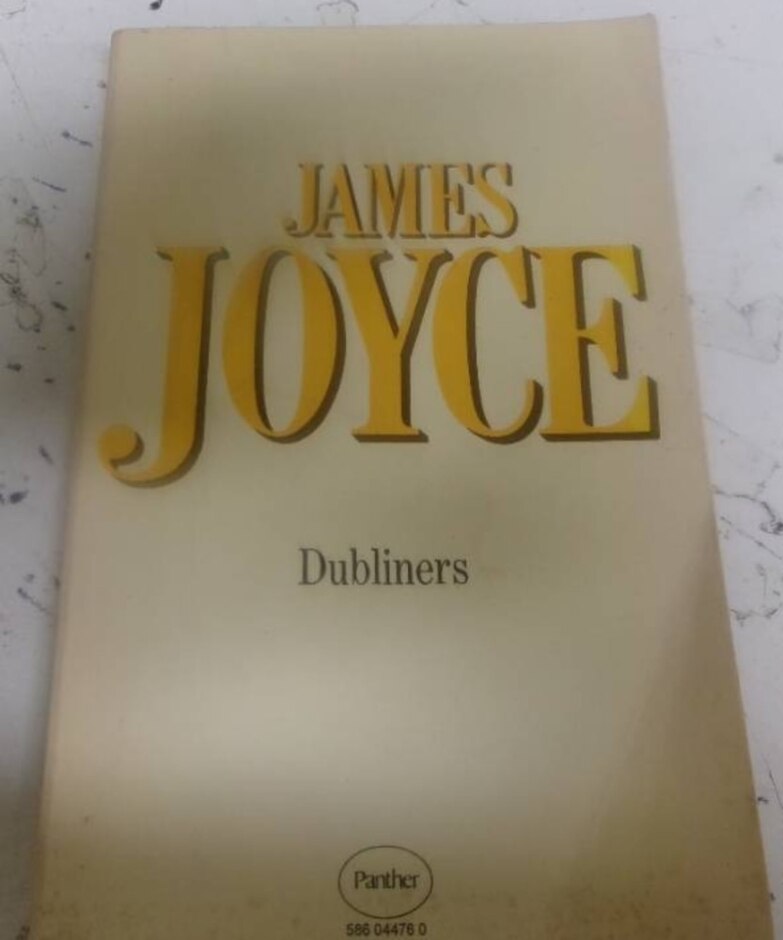 JAMES
JOYCE
Dubliners
Panther
586 04476 0